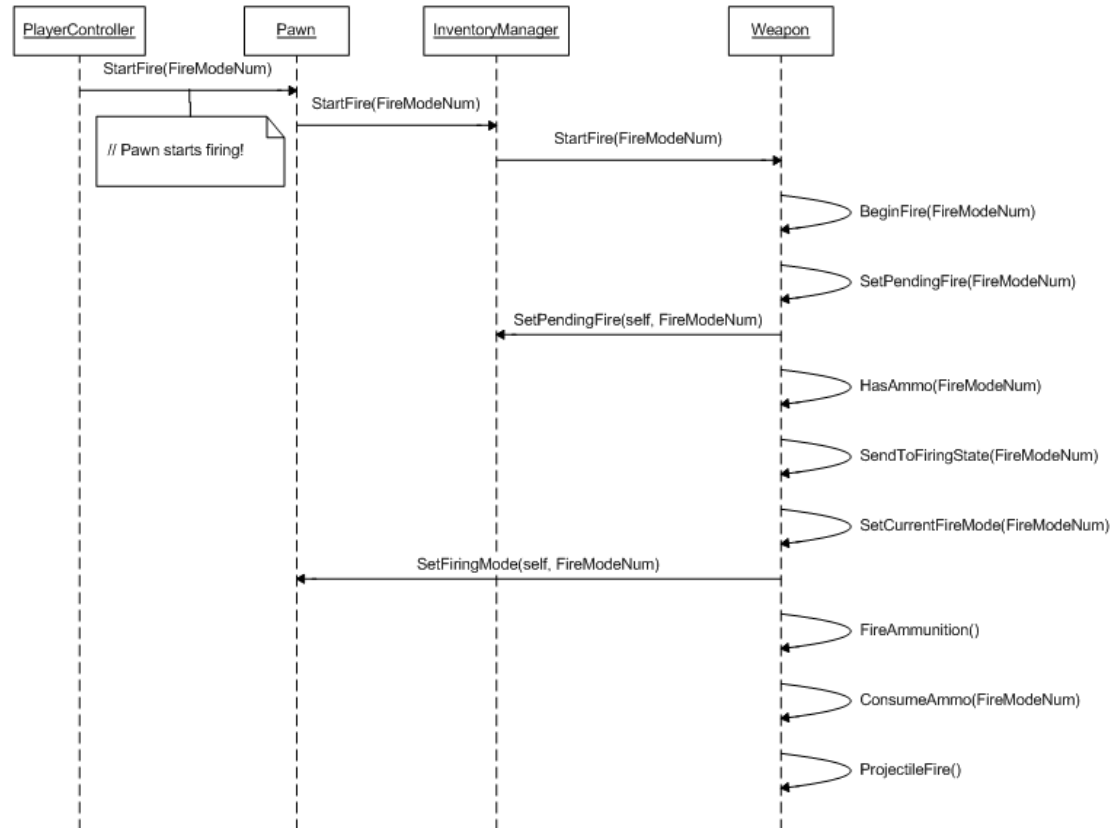 PlayerController
Pawn
InventoryManager
Weapon
StartFire(FireModeNum)
StartFire(FireModeNum)
// Pawn starts firing!
StartFire(FireModeNum)
BeginFire(FireModeNum)
SetPendingFire(FireModeNum)
SetPendingFire(self, FireModeNum)
HasAmmo(FireModeNum)
SendToFiringState(FireModeNum)
SetCurrentFireMode(FireModeNum)
SetFiringMode(self, FireModeNum)
FireAmmunition()
ConsumeAmmo(FireModeNum)
ProjectileFire()